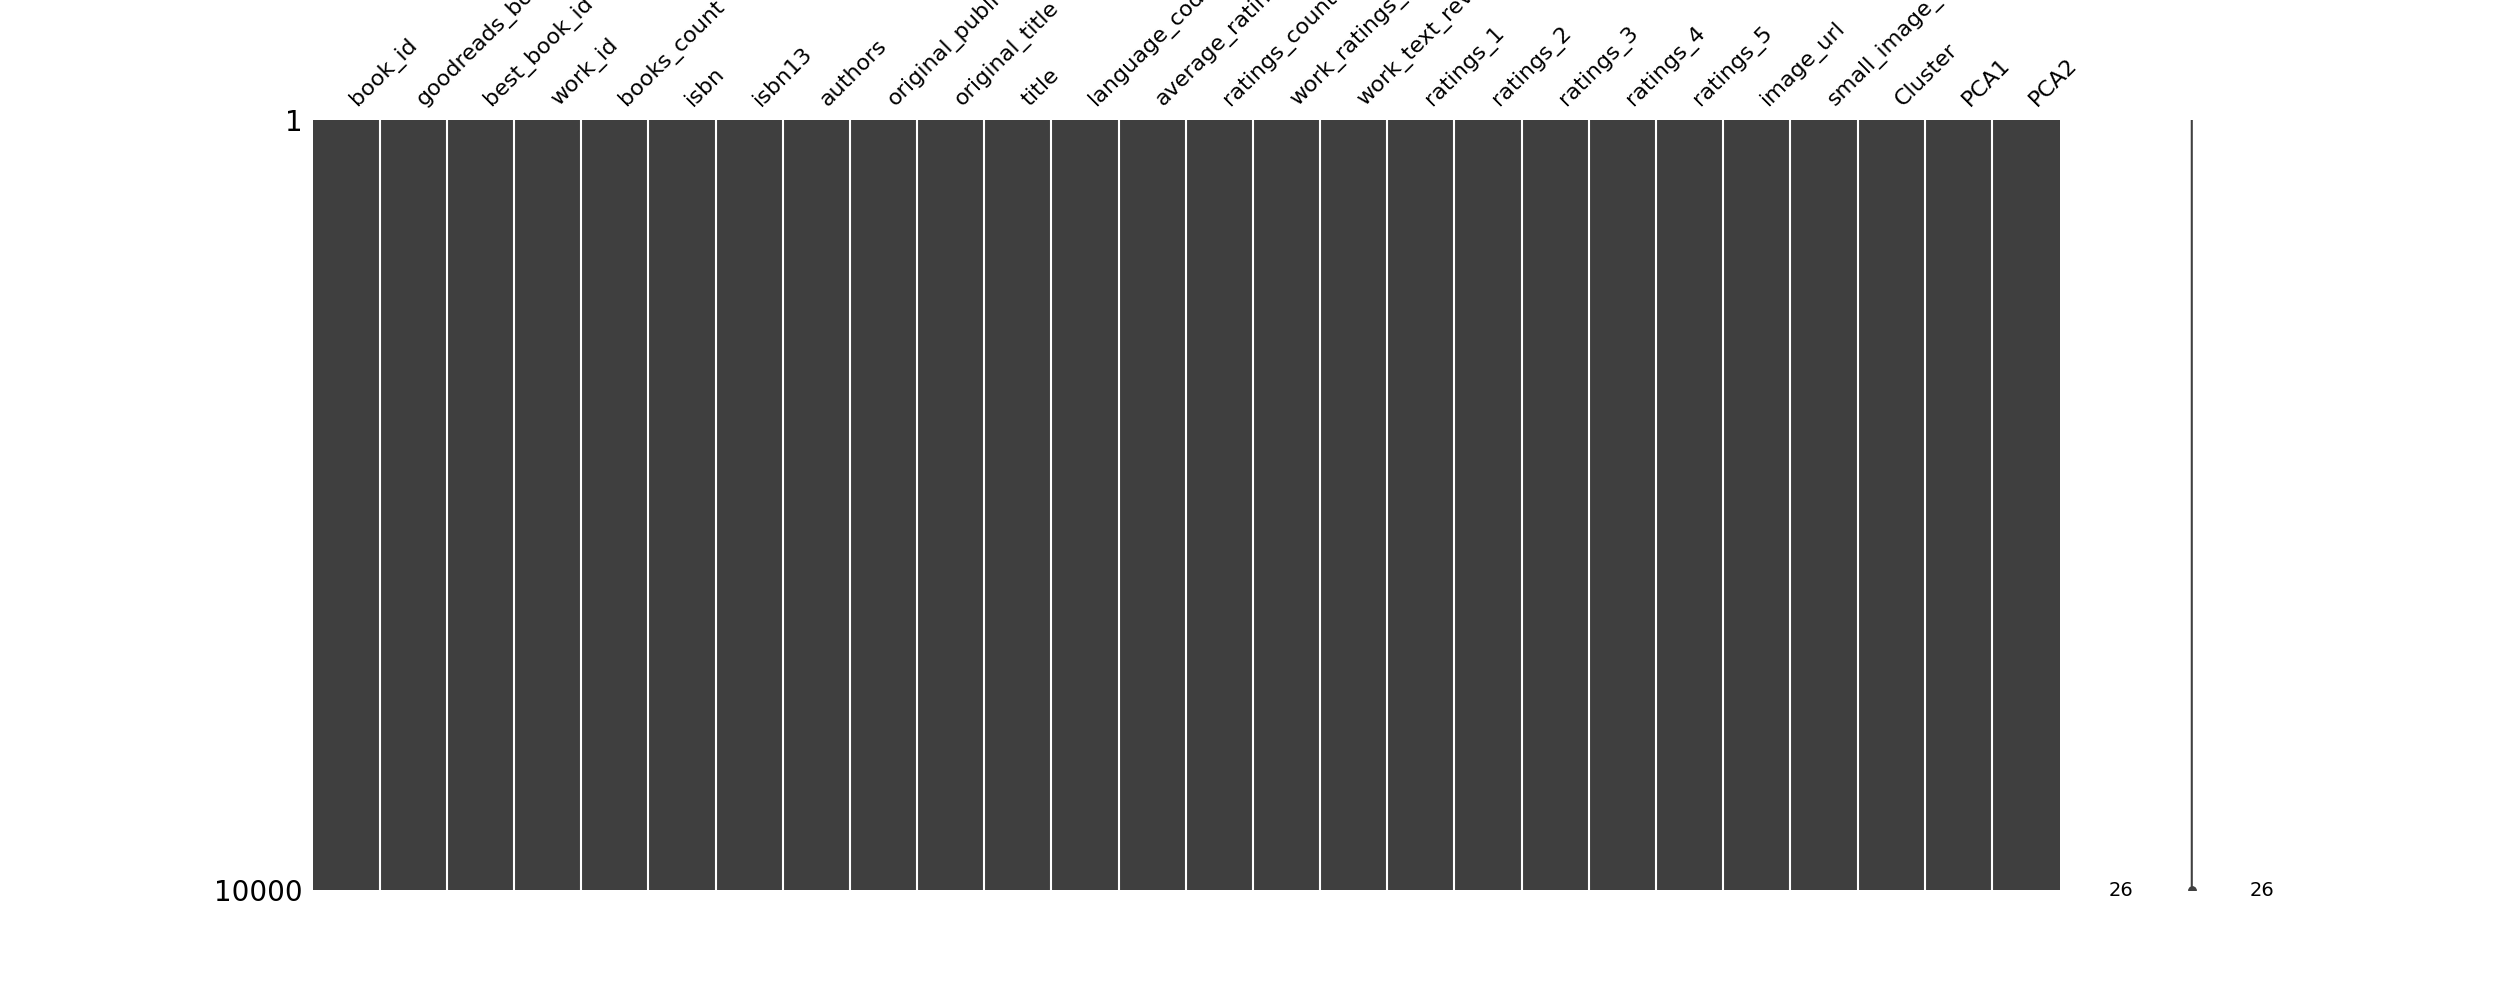 book_id
goodreads_bo
best_book_id
work_id
books_count
isbn
isbn13
authors
original_publi
original_title
title
language_cod
average_ratin
ratings_count
work_ratings_
work_text_rev
ratings_1
ratings_2
ratings_3
ratings_4
ratings_5
image_url
small_image_
Cluster
PCA1
PCA2
1
10000
26
26